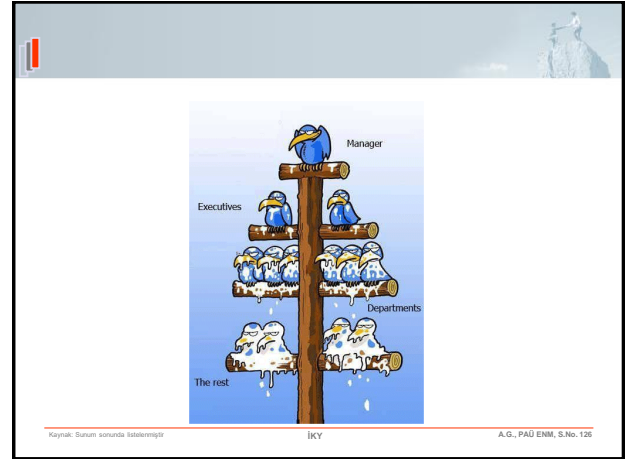 Manager
Executives
Departments
The rest
Kaynak: Sunum sonunda listelenmiştir
İKY
A.G., PAÜ ENM, S.No. 126